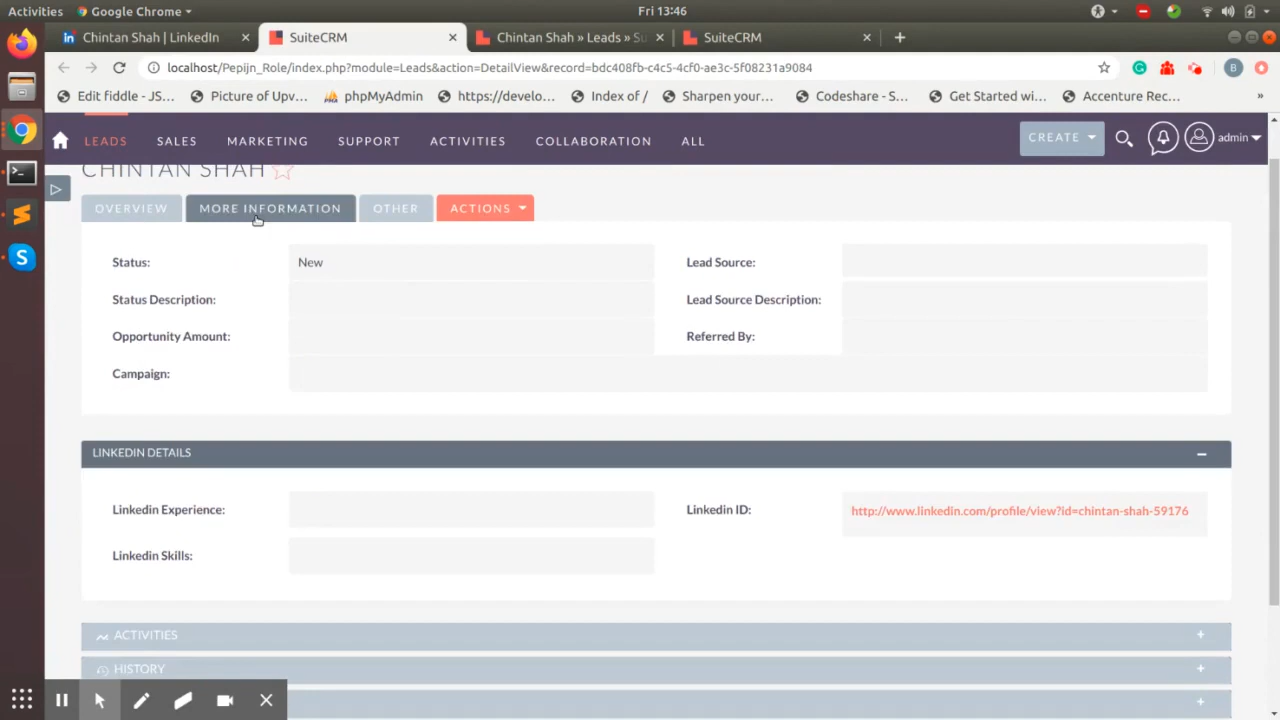 Activities Google Chrome Fri 13:46
Chintan Shah | LinkedIn SuiteCRM Chintan Shah » Leads » Su SuiteCRM
localhost/Pepijn_Role/index.php?module=Leads&action=DetailView&record=bdc408fb-c4c5-4cf0-ae3c-5f08231a9084 B
Edit fiddle - JS... Picture of Upv... phpMyAdmin https://develo... Index of / Sharpen your... Codeshare - S... Get Started wi... Accenture Rec... »
LEADS SALES MARKETING SUPPORT ACTIVITIES COLLABORATION ALL CREATE admin
CHINTAN SHAH
OVERVIEW MORE INFORMATION OTHER ACTIONS
Status: New Lead Source:
Status Description: Lead Source Description:
Opportunity Amount: Referred By:
Campaign:
LINKEDIN DETAILS
Linkedin Experience: Linkedin ID: http://www.linkedin.com/profile/view?id=chintan-shah-59176
Linkedin Skills:
ACTIVITIES
HISTORY